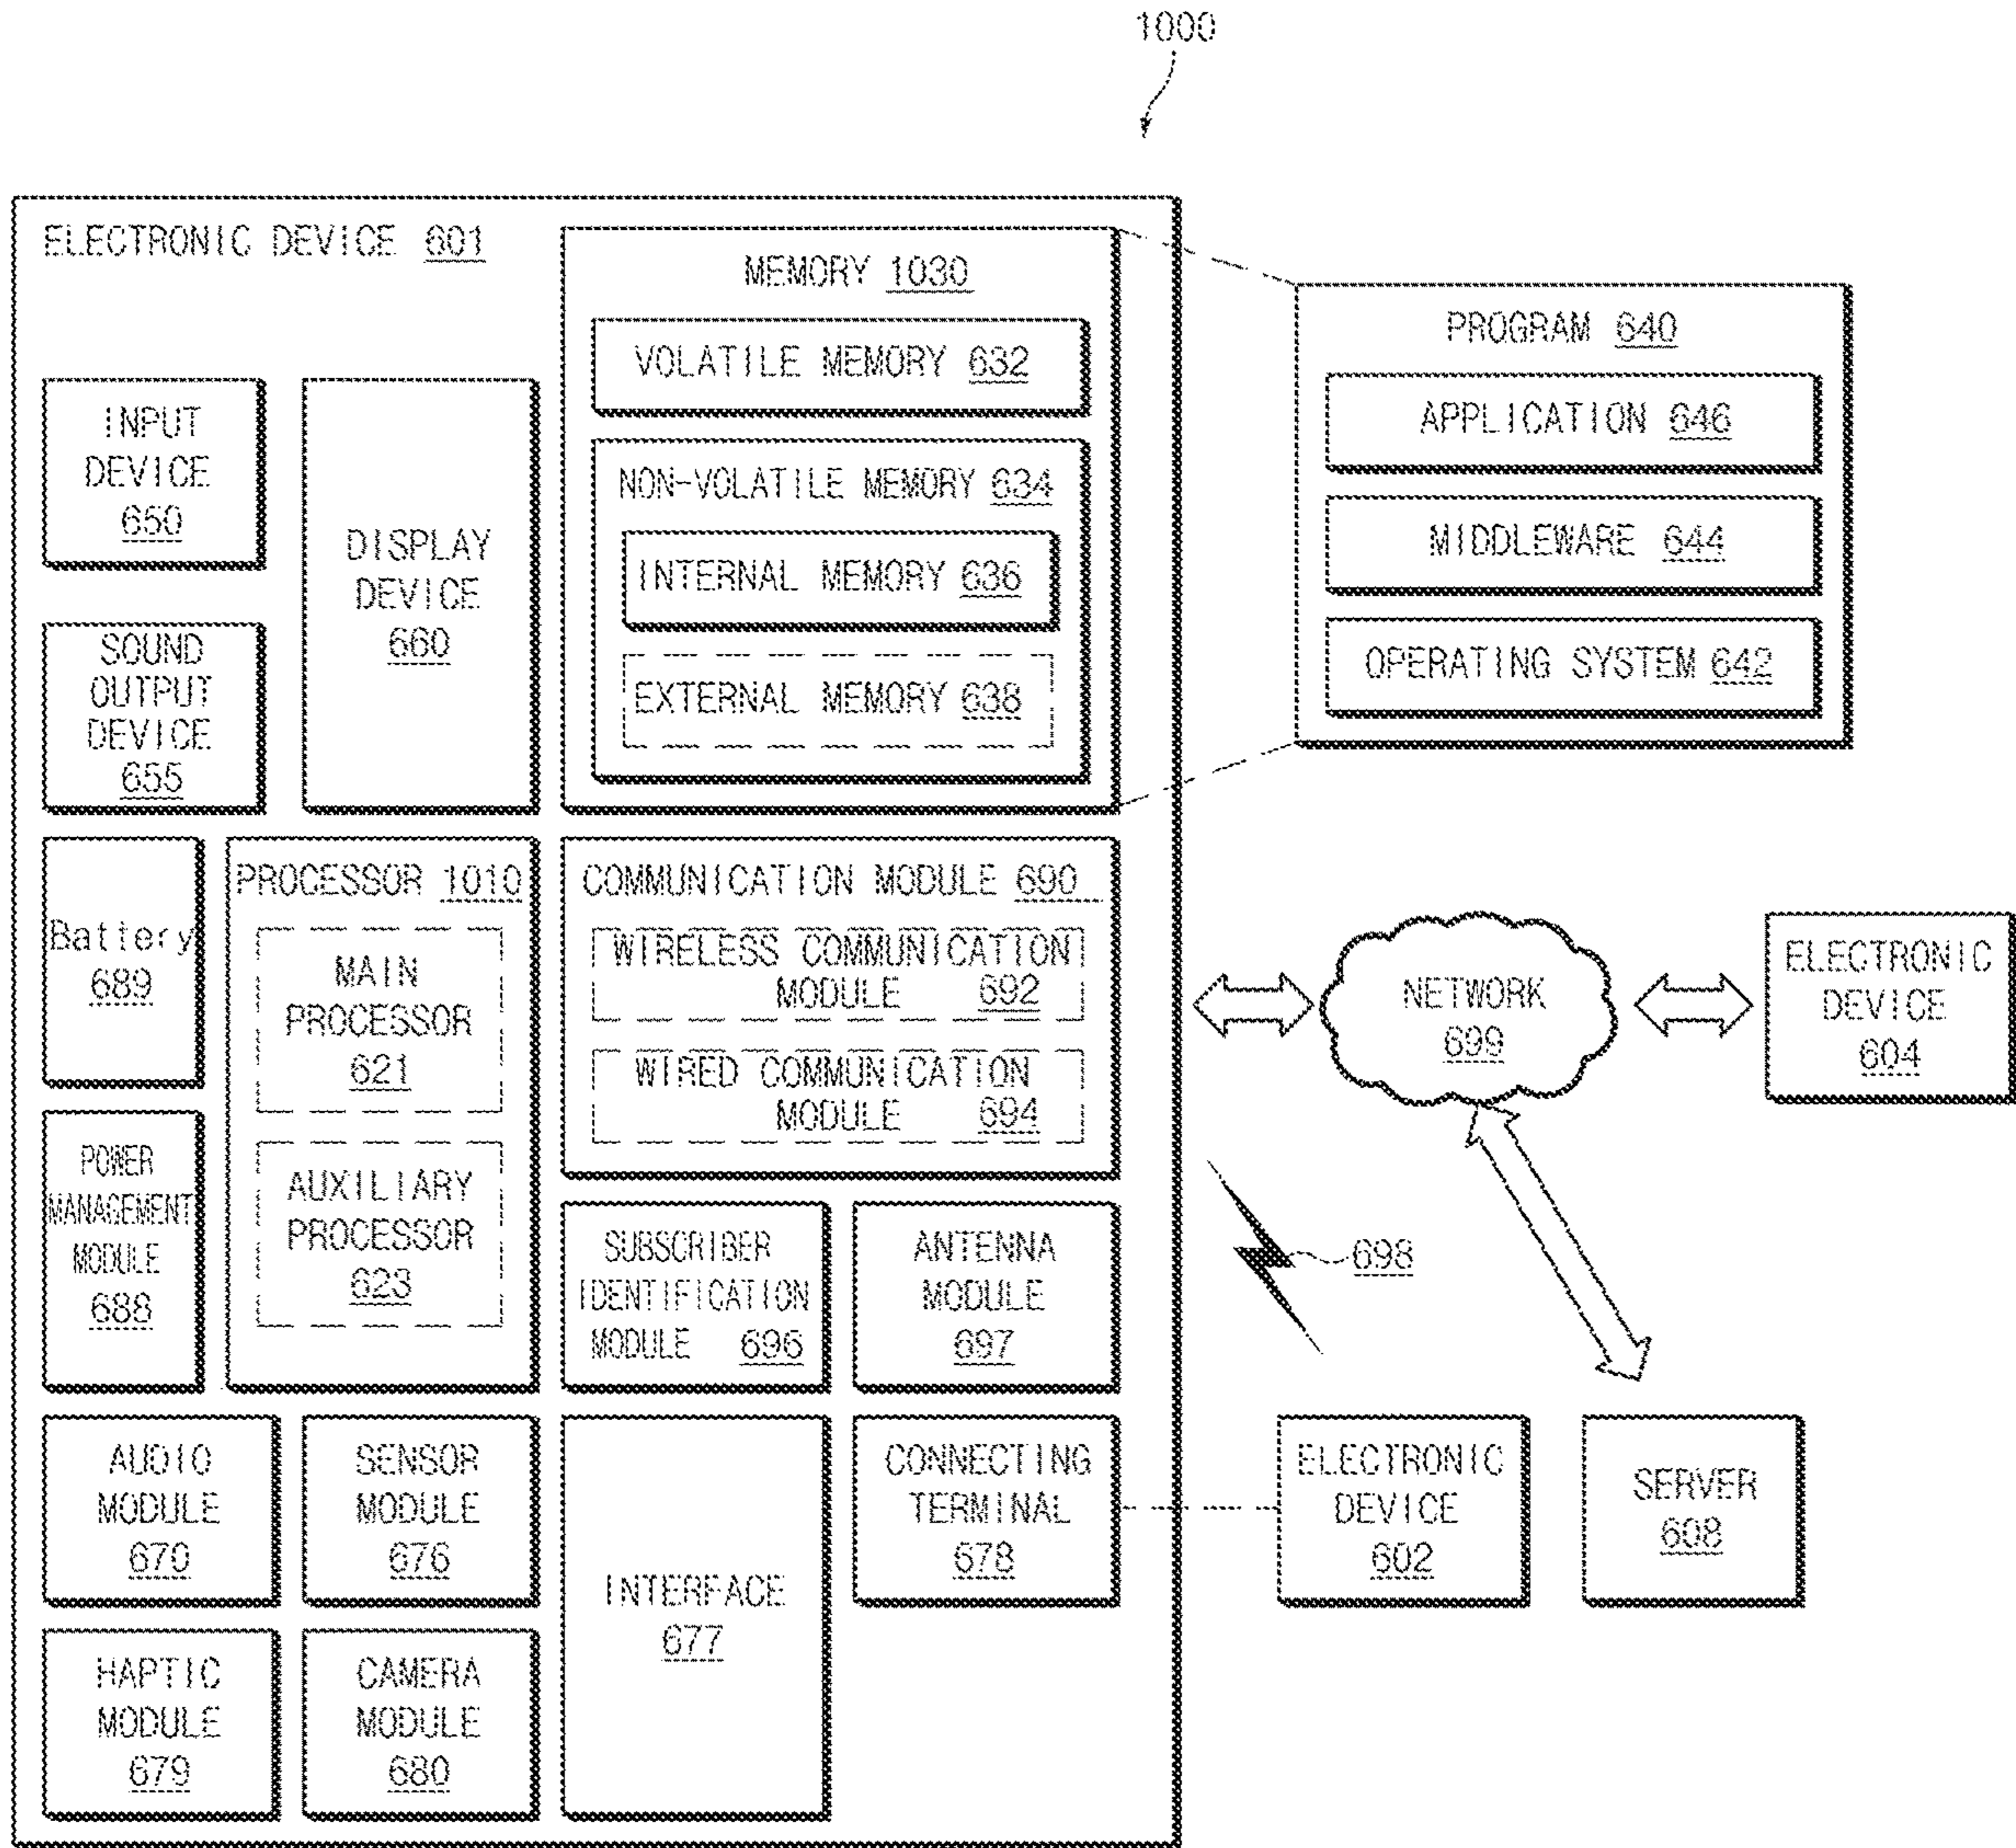 1000
ELECTRONIC DEVICE 601
MEMORY 1030
VOLATILE MEMORY 632
NON-VOLATILE MEMORY 634
INTERNAL MEMORY 636
EXTERNAL MEMORY 638
PROGRAM 640
APPLICATION 646
MIDDLEWARE 644
OPERATING SYSTEM 642
INPUT
DEVICE
650
DISPLAY
DEVICE
660
SOUND
OUTPUT
DEVICE
655
Battery
689
PROCESSOR 1010
MAIN
PROCESSOR
621
AUXILIARY
PROCESSOR
623
POWER
MANAGEMENT
MODULE
688
COMMUNICATION MODULE 690
WIRELESS COMMUNICATION
MODULE 692
WIRED COMMUNICATION
MODULE 694
NETWORK
699
ELECTRONIC
DEVICE
604
SUBSCRIBER
IDENTIFICATION
MODULE 696
ANTENNA
MODULE
697
698
AUDIO
MODULE
670
SENSOR
MODULE
676
INTERFACE
677
CONNECTING
TERMINAL
678
ELECTRONIC
DEVICE
602
SERVER
608
HAPTIC
MODULE
679
CAMERA
MODULE
680